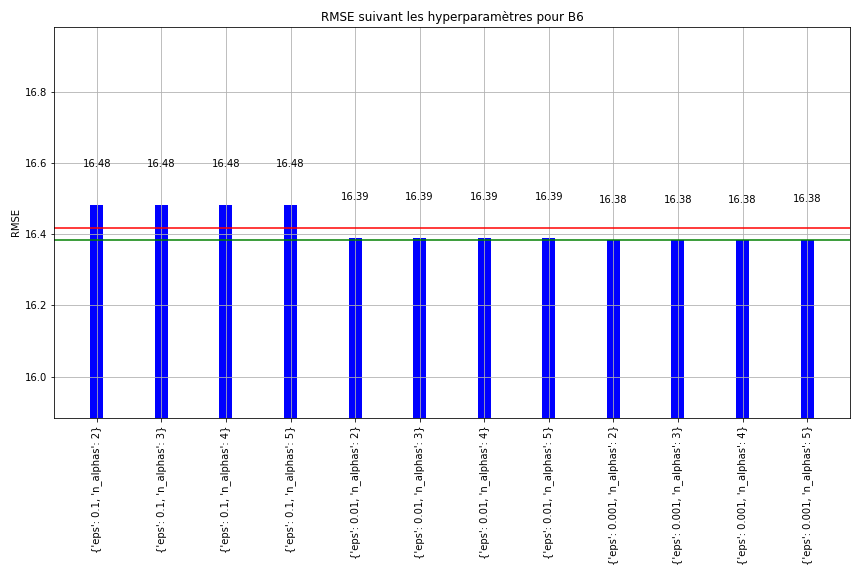 RMSE suivant les hyperparamètres pour B6
RMSE
16.8
16.6
16.4
16.2
16.0
16.48
16.48
16.48
16.48
16.39
16.39
16.39
16.39
16.38
16.38
16.38
16.38
{'eps': 0.1, 'n_alphas': 2}
{'eps': 0.1, 'n_alphas': 3}
{'eps': 0.1, 'n_alphas': 4}
{'eps': 0.1, 'n_alphas': 5}
{'eps': 0.01, 'n_alphas': 2}
{'eps': 0.01, 'n_alphas': 3}
{'eps': 0.01, 'n_alphas': 4}
{'eps': 0.01, 'n_alphas': 5}
{'eps': 0.001, 'n_alphas': 2}
{'eps': 0.001, 'n_alphas': 3}
{'eps': 0.001, 'n_alphas': 4}
{'eps': 0.001, 'n_alphas': 5}